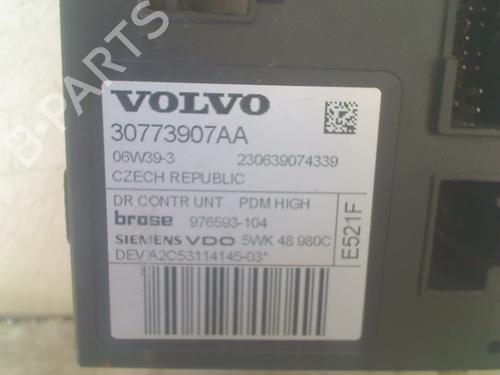 B-PARTS
VOLVO
30773907AA
06W39-3 230639074339
CZECH REPUBLIC
DR CONTR UNT PDM HIGH
brose 976593-104
SIEMENS VDO 5WK 48 980C
DEV A2C53114145-03*
E521F